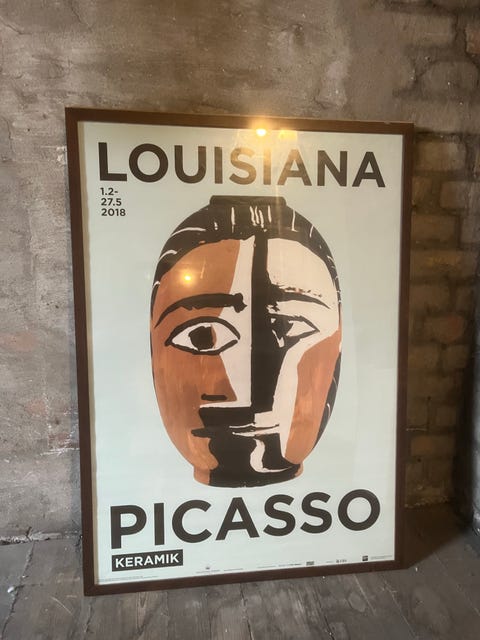 LOUISIANA
1.2-
27.5
2018
PICASSO
KERAMIK